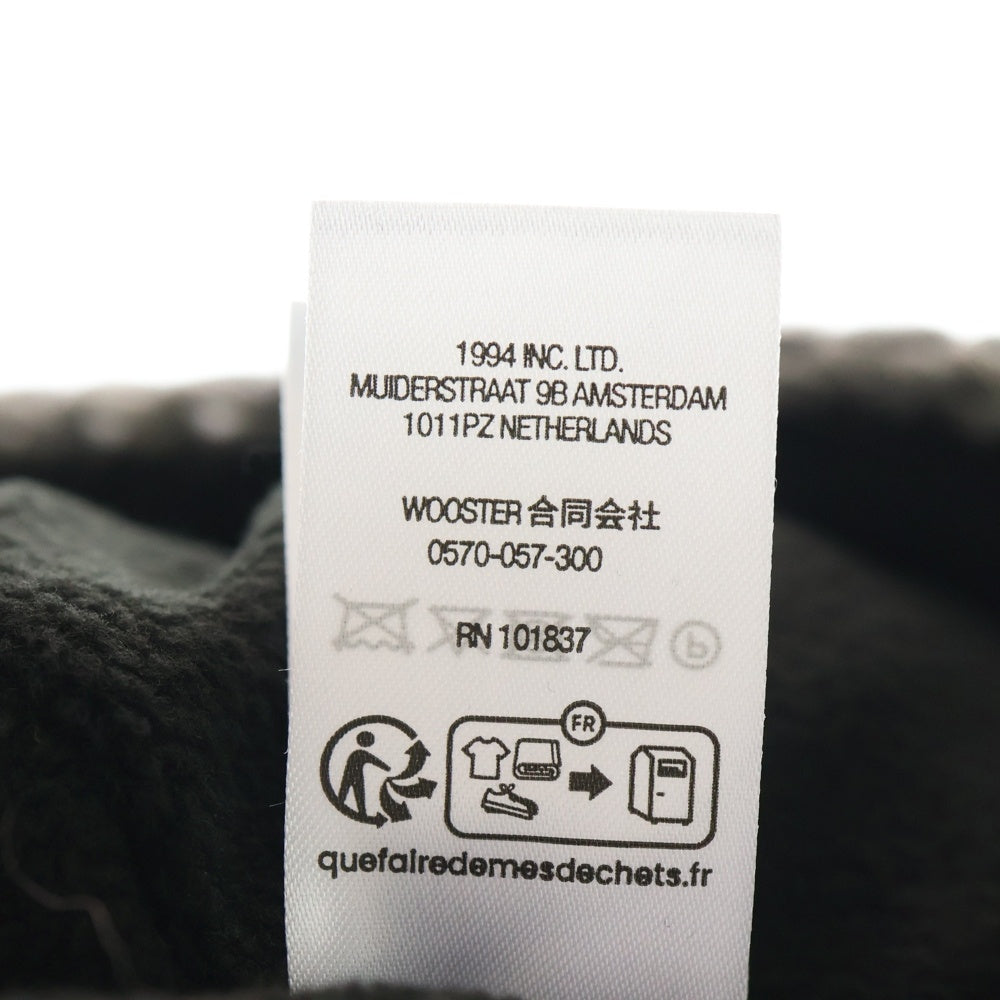 1994 INC. LTD.
MUIDERSTRAAT 9B AMSTERDAM
1011PZ NETHERLANDS
WOOSTER 合同会社
0570-057-300
RN 101837
P
FR
quefairedemesdechets.fr